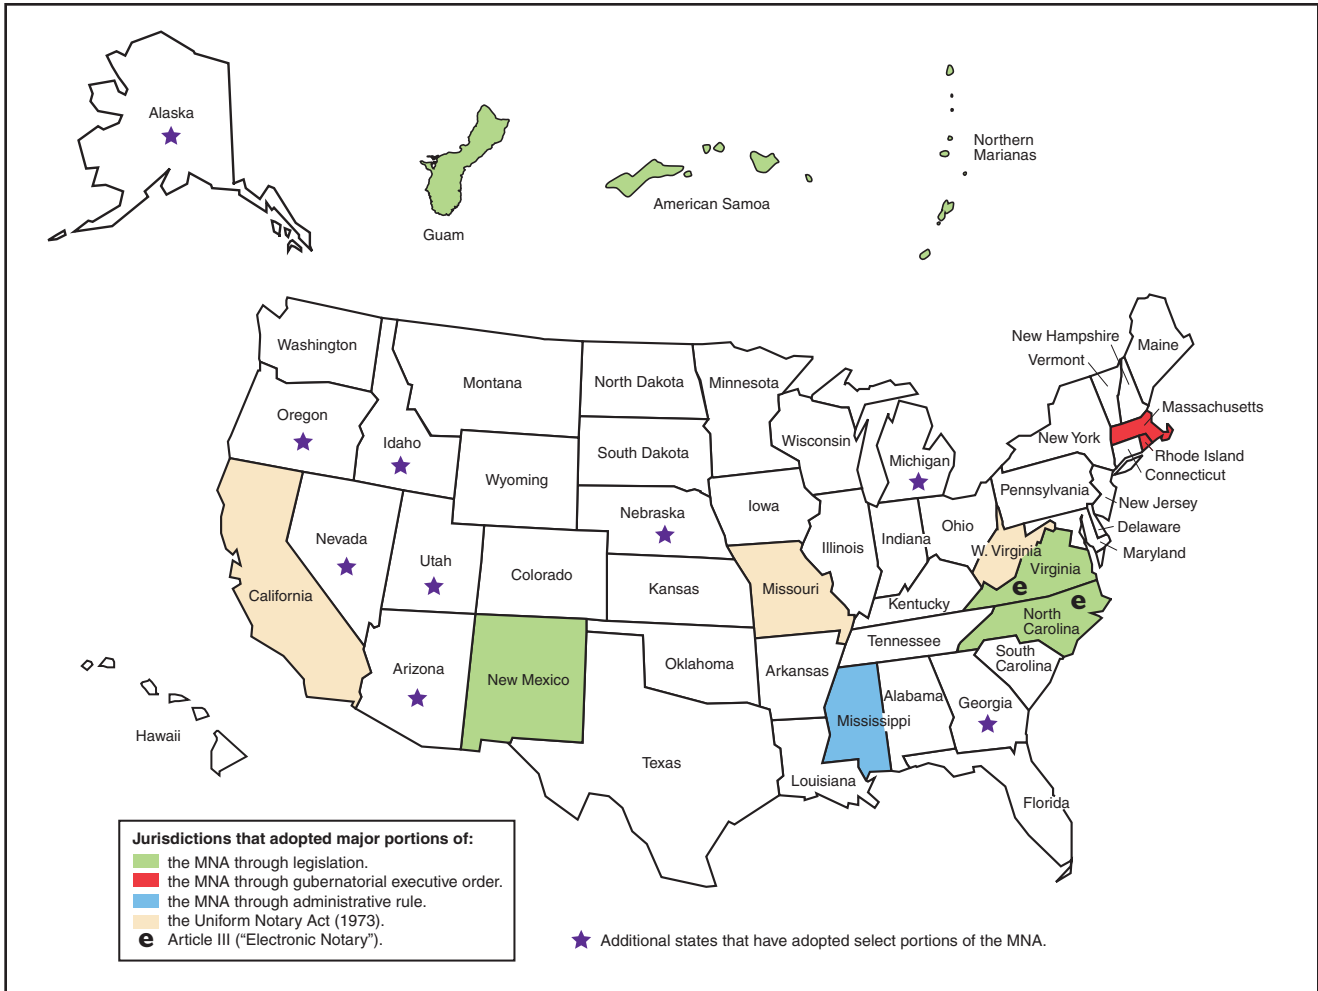 Alaska
Guam
American Samoa
Northern
Marianas
Washington
Oregon
Idaho
Montana
North Dakota
Minnesota
South Dakota
Wyoming
Wisconsin
Michigan
New Hampshire
Vermont
Maine
Massachusetts
New York
Rhode Island
Connecticut
Pennsylvania
New Jersey
Delaware
Maryland
Nebraska
Iowa
Illinois
Indiana
Ohio
W. Virginia
Virginia
e
e
Nevada
Utah
Colorado
Kansas
Missouri
Kentucky
California
North
Carolina
Tennessee
South
Carolina
Arizona
New Mexico
Oklahoma
Arkansas
Mississippi
Alabama
Georgia
Hawaii
Texas
Louisiana
Florida
Jurisdictions that adopted major portions of:
the MNA through legislation.
the MNA through gubernatorial executive order.
the MNA through administrative rule.
the Uniform Notary Act (1973).
e Article III (“Electronic Notary”).
Additional states that have adopted select portions of the MNA.